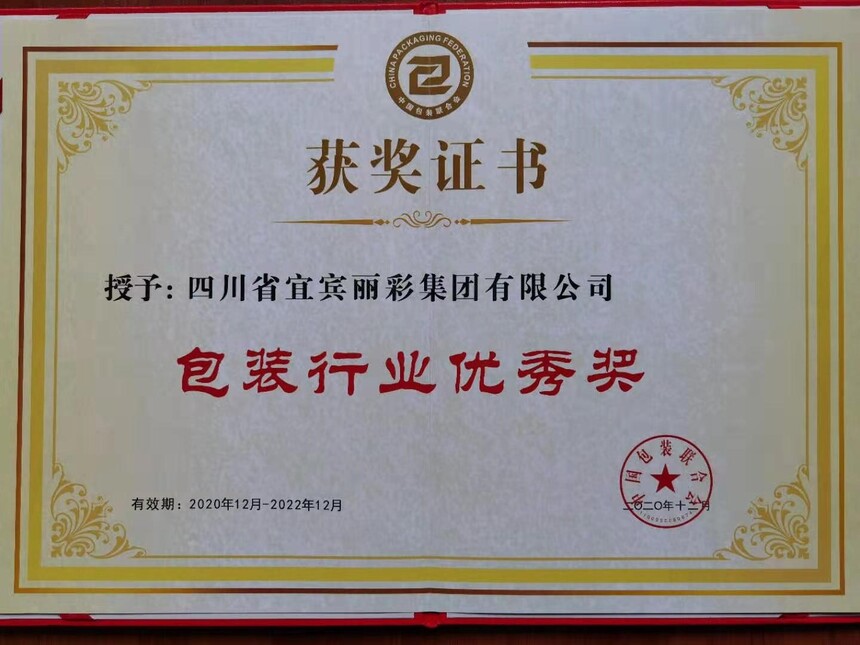 CHINA PACKAGING FEDERATION
中国包装联合会
获奖证书
授予：四川省宜宾丽彩集团有限公司
包装行业优秀奖
中国包装联合会
有效期：2020年12月-2022年12月
二〇二〇年十二月